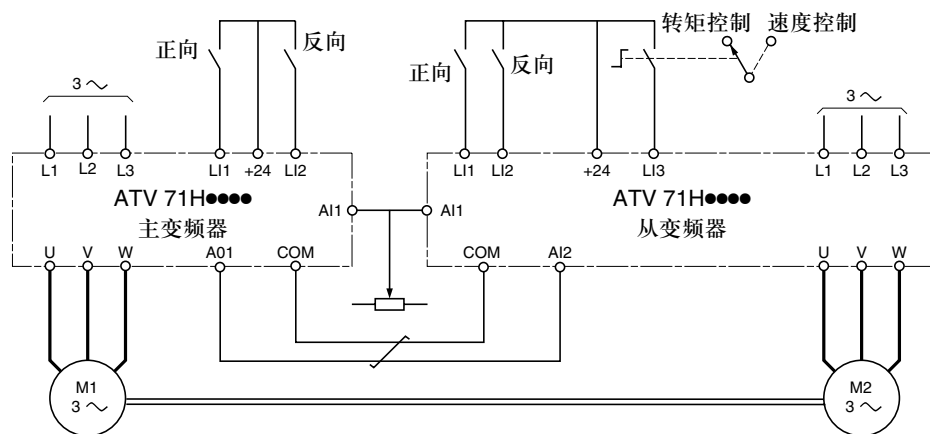 转矩控制 速度控制
正向 反向
正向 反向
3 ～
3 ～
L1 L2 L3 LI1 +24 LI2
LI1 LI2 +24 LI3 L1 L2 L3
ATV 71H●●●●
主变频器
AI1
AI1
ATV 71H●●●●
从变频器
U V W A01 COM
COM AI2 U V W
M1
3 ～
M2
3 ～